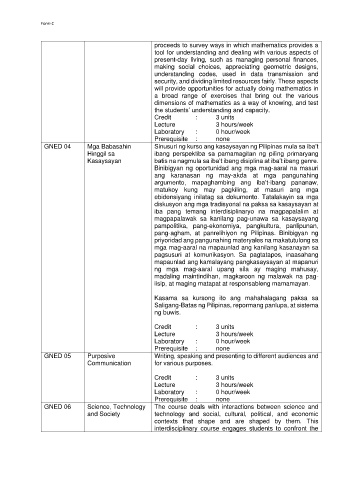 Form C
proceeds to survey ways in which mathematics provides a
tool for understanding and dealing with various aspects of
present-day living, such as managing personal finances,
making social choices, appreciating geometric designs,
understanding codes, used in data transmission and
security, and dividing limited resources fairly. These aspects
will provide opportunities for actually doing mathematics in
a broad range of exercises that bring out the various
dimensions of mathematics as a way of knowing, and test
the students' understanding and capacity.
Credit : 3 units
Lecture : 3 hours/week
Laboratory : 0 hour/week
Prerequisite : none
GNED 04 Mga Babasahin Sinusuri ng kurso ang kasaysayan ng Pilipinas mula sa iba't
Hinggil sa ibang perspektiba sa pamamagitan ng piling primaryang
Kasaysayan batis na nagmula sa iba't ibang disiplina at iba't ibang genre.
Binibigyan ng oportunidad ang mga mag-aaral na masuri
ang karanasan ng may-akda at mga pangunahing
argumento, mapaghambing ang iba't-ibang pananaw,
matukoy kung may pagkiling, at masuri ang mga
ebidensyang inilatag sa dokumento. Tatalakayin sa mga
diskusyon ang mga tradisyonal na paksa sa kasaysayan at
iba pang temang interdisiplinaryo na magpapalalim at
magpapalawak sa kanilang pag-unawa sa kasaysayang
pampolitika, pang-ekonomiya, pangkultura, panlipunan,
pang-agham, at panrelihiyon ng Pilipinas. Binibigyan ng
priyoridad ang pangunahing materyales na makatutulong sa
mga mag-aaral na mapaunlad ang kanilang kasanayan sa
pagsusuri at komunikasyon. Sa pagtatapos, inaasahang
mapaunlad ang kamalayang pangkasaysayan at mapanuri
ng mga mag-aaral upang sila ay maging mahusay,
madaling maintindihan, magkaroon ng malawak na pag-
iisip, at maging matapat at responsableng mamamayan.
Kasama sa kursong ito ang mahahalagang paksa sa
Saligang-Batas ng Pilipinas, repormang panlupa, at sistema
ng buwis.
Credit : 3 units
Lecture : 3 hours/week
Laboratory : 0 hour/week
Prerequisite : none
GNED 05 Purposive Writing, speaking and presenting to different audiences and
Communication for various purposes.
Credit : 3 units
Lecture : 3 hours/week
Laboratory : 0 hour/week
Prerequisite : none
GNED 06 Science, Technology The course deals with interactions between science and
and Society technology and social, cultural, political, and economic
contexts that shape and are shaped by them. This
interdisciplinary course engages students to confront the